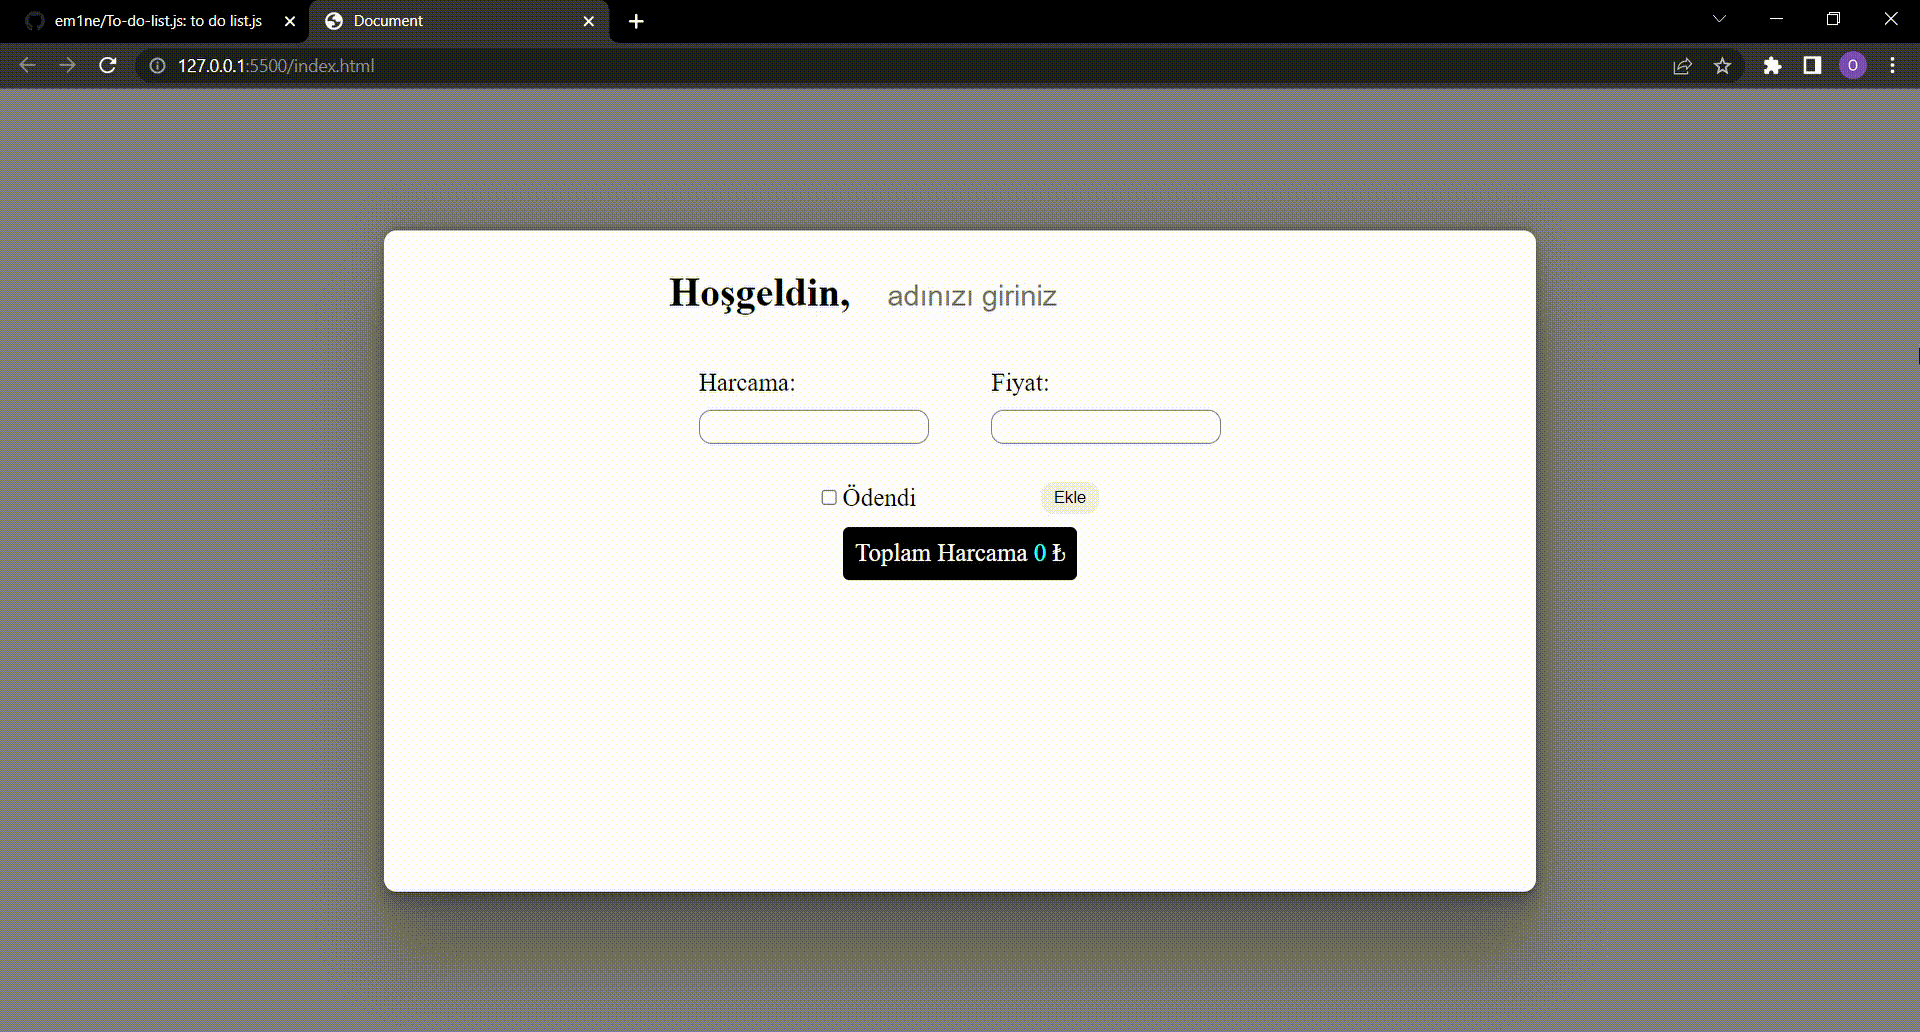 em1ne/To-do-list.js: to do list.js
Document
127.0.0.1:5500/index.html
O
Hoşgeldin, adınızı giriniz
Harcama: Fiyat:
Ödendi Ekle
Toplam Harcama 0 ₺